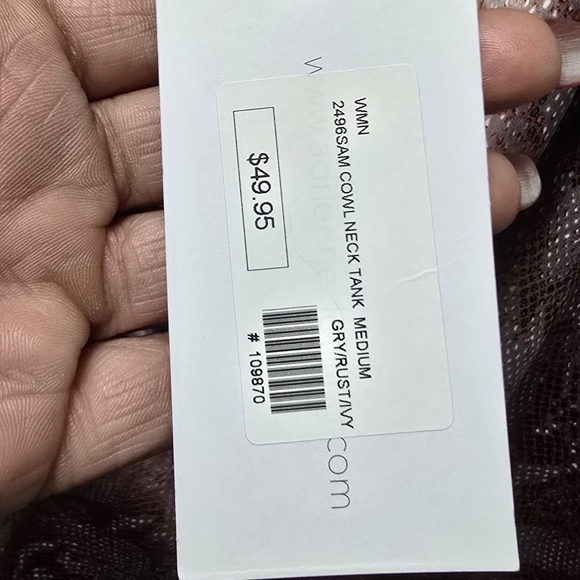 WMN
2496SAM COWL NECK TANK MEDIUM
GRY/RUST/IVY
$49.95
# 109870
.com